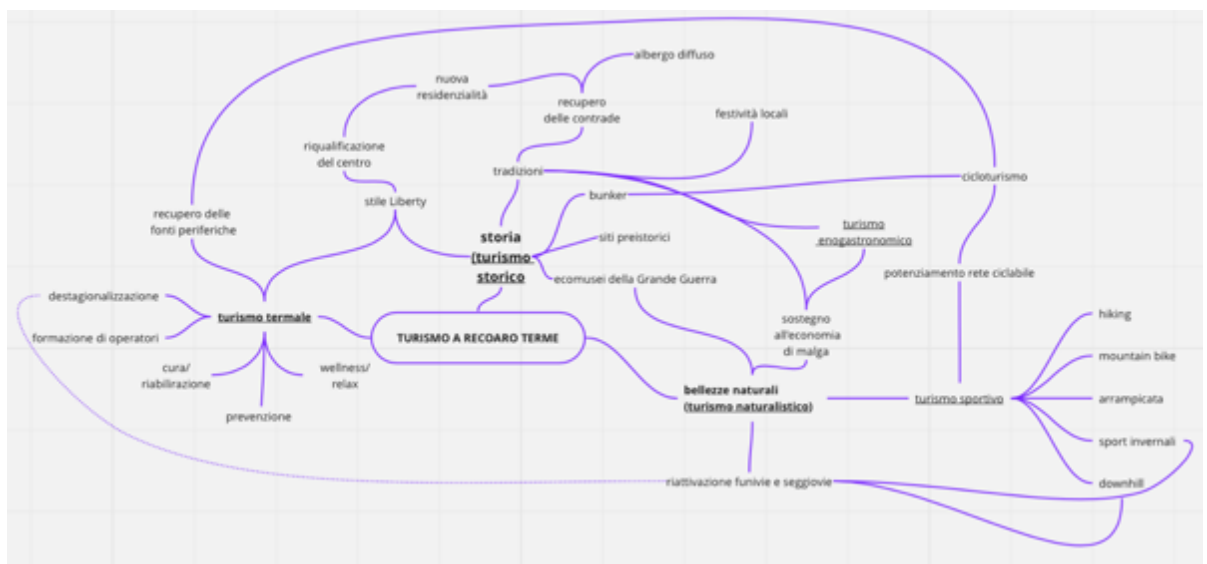 albergo diffuso
nuova
residenzialità
recupero
delle contrade
festività locali
riqualificazione
del centro
tradizioni
cicloturismo
bunker
stile Liberty
recupero delle
fonti periferiche
turismo
enogastronomico
storia
(turismo
storico
siti preistorici
potenziamento rete ciclabile
ecomusei della Grande Guerra
destagionalizzazione
turismo termale
formazione di operatori
TURISMO A RECOARO TERME
sostegno
all'economia
di malga
hiking
mountain bike
cura/
riabilirazione
wellness/
relax
prevenzione
bellezze naturali
(turismo naturalistico)
turismo sportivo
arrampicata
sport invernali
riattivazione funivie e seggiovie
downhill